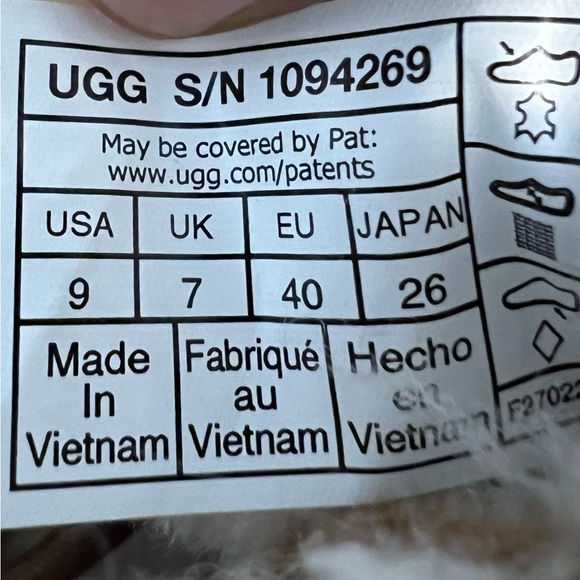 UGG S/N 1094269
May be covered by Pat:
www.ugg.com/patents
USA UK EU JAPAN
9 7 40 26
Made Fabriqué Hecho
In au en
Vietnam Vietnam Vietnam